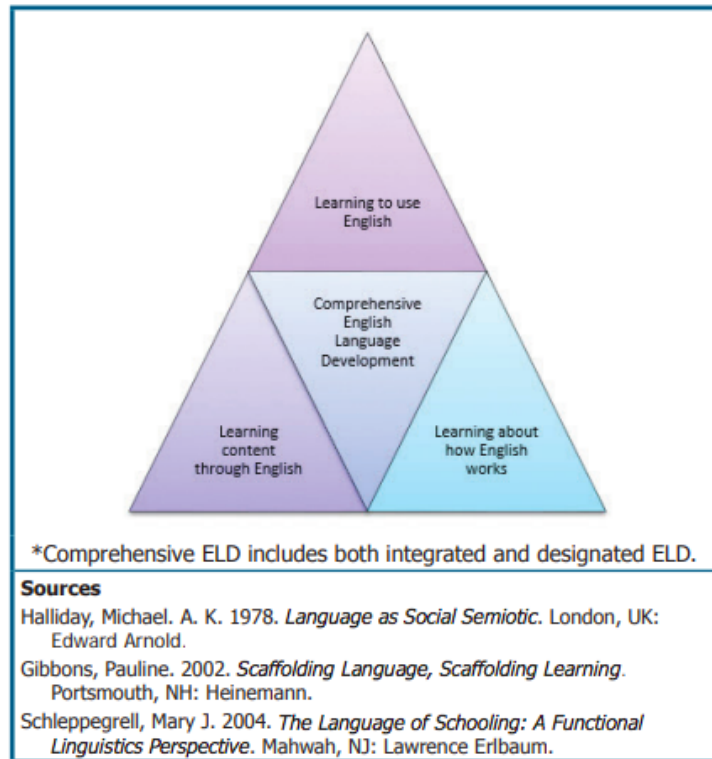 Learning to use
English
Comprehensive
English
Language
Development
Learning
content
through English
Learning about
how English
works
*Comprehensive ELD includes both integrated and designated ELD.
Sources
Halliday, Michael. A. K. 1978. Language as Social Semiotic. London, UK:
Edward Arnold.
Gibbons, Pauline. 2002. Scaffolding Language, Scaffolding Learning.
Portsmouth, NH: Heinemann.
Schleppegrell, Mary J. 2004. The Language of Schooling: A Functional
Linguistics Perspective. Mahwah, NJ: Lawrence Erlbaum.